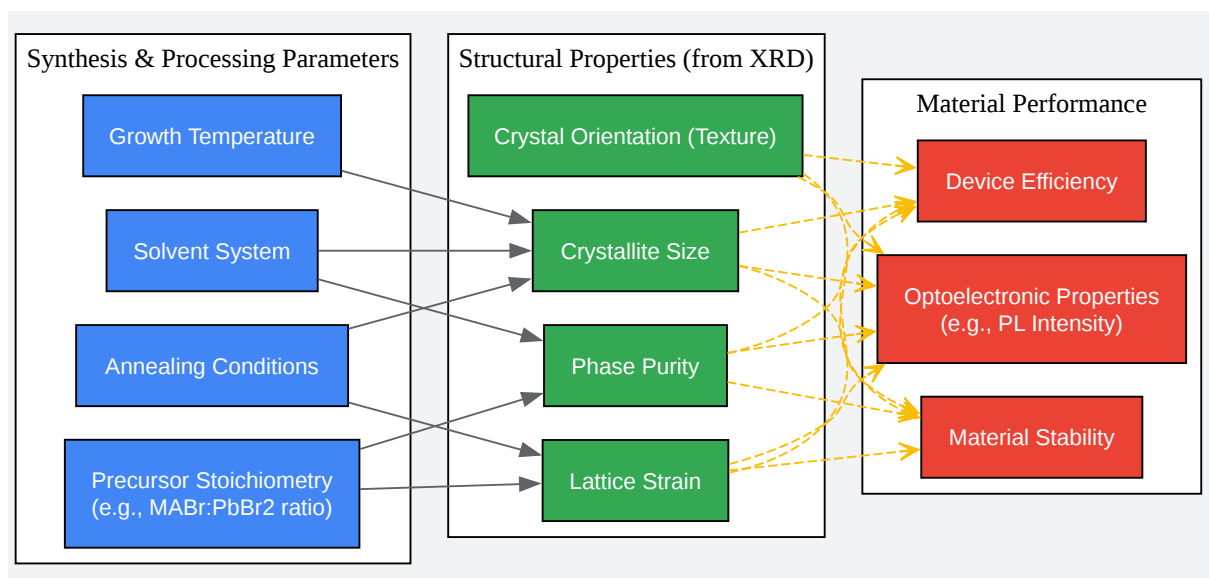 Synthesis & Processing Parameters
Growth Temperature
Solvent System
Annealing Conditions
Precursor Stoichiometry
(e.g., MABr:PbBr2 ratio)
Structural Properties (from XRD)
Crystal Orientation (Texture)
Crystallite Size
Phase Purity
Lattice Strain
Material Performance
Device Efficiency
Optoelectronic Properties
(e.g., PL Intensity)
Material Stability